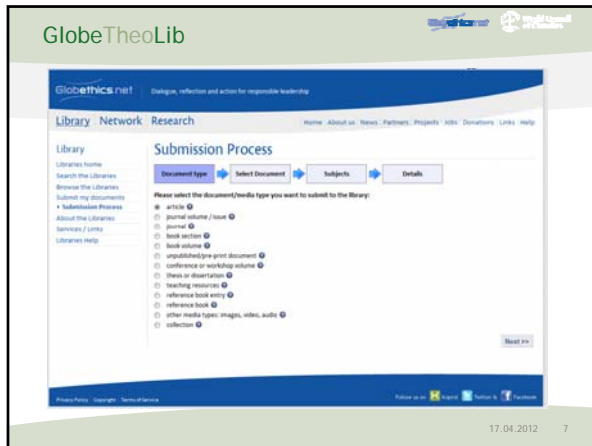 GlobeTheoLib
Globethics.net
Dialogue, reflection and action for responsible leadership
Library Network Research
Home About us News Partners Projects Jobs Donations Links Help
Library
Libraries home
Search the Libraries
Browse the Libraries
Submit my documents
Submission Process
About the Libraries
Services / Links
Libraries Help
Submission Process
Document type
Select Document
Subjects
Details
Please select the document/media type you want to submit to the library:
article
journal volume / issue
journal
book section
book volume
unpublished/pre-print document
conference or workshop volume
thesis or dissertation
teaching resources
reference book entry
reference book
other media types: images, video, audio
collection
Next >>
Privacy Policy Copyright Terms of Service
Follow us on Twitter & Facebook
17.04.2012 7